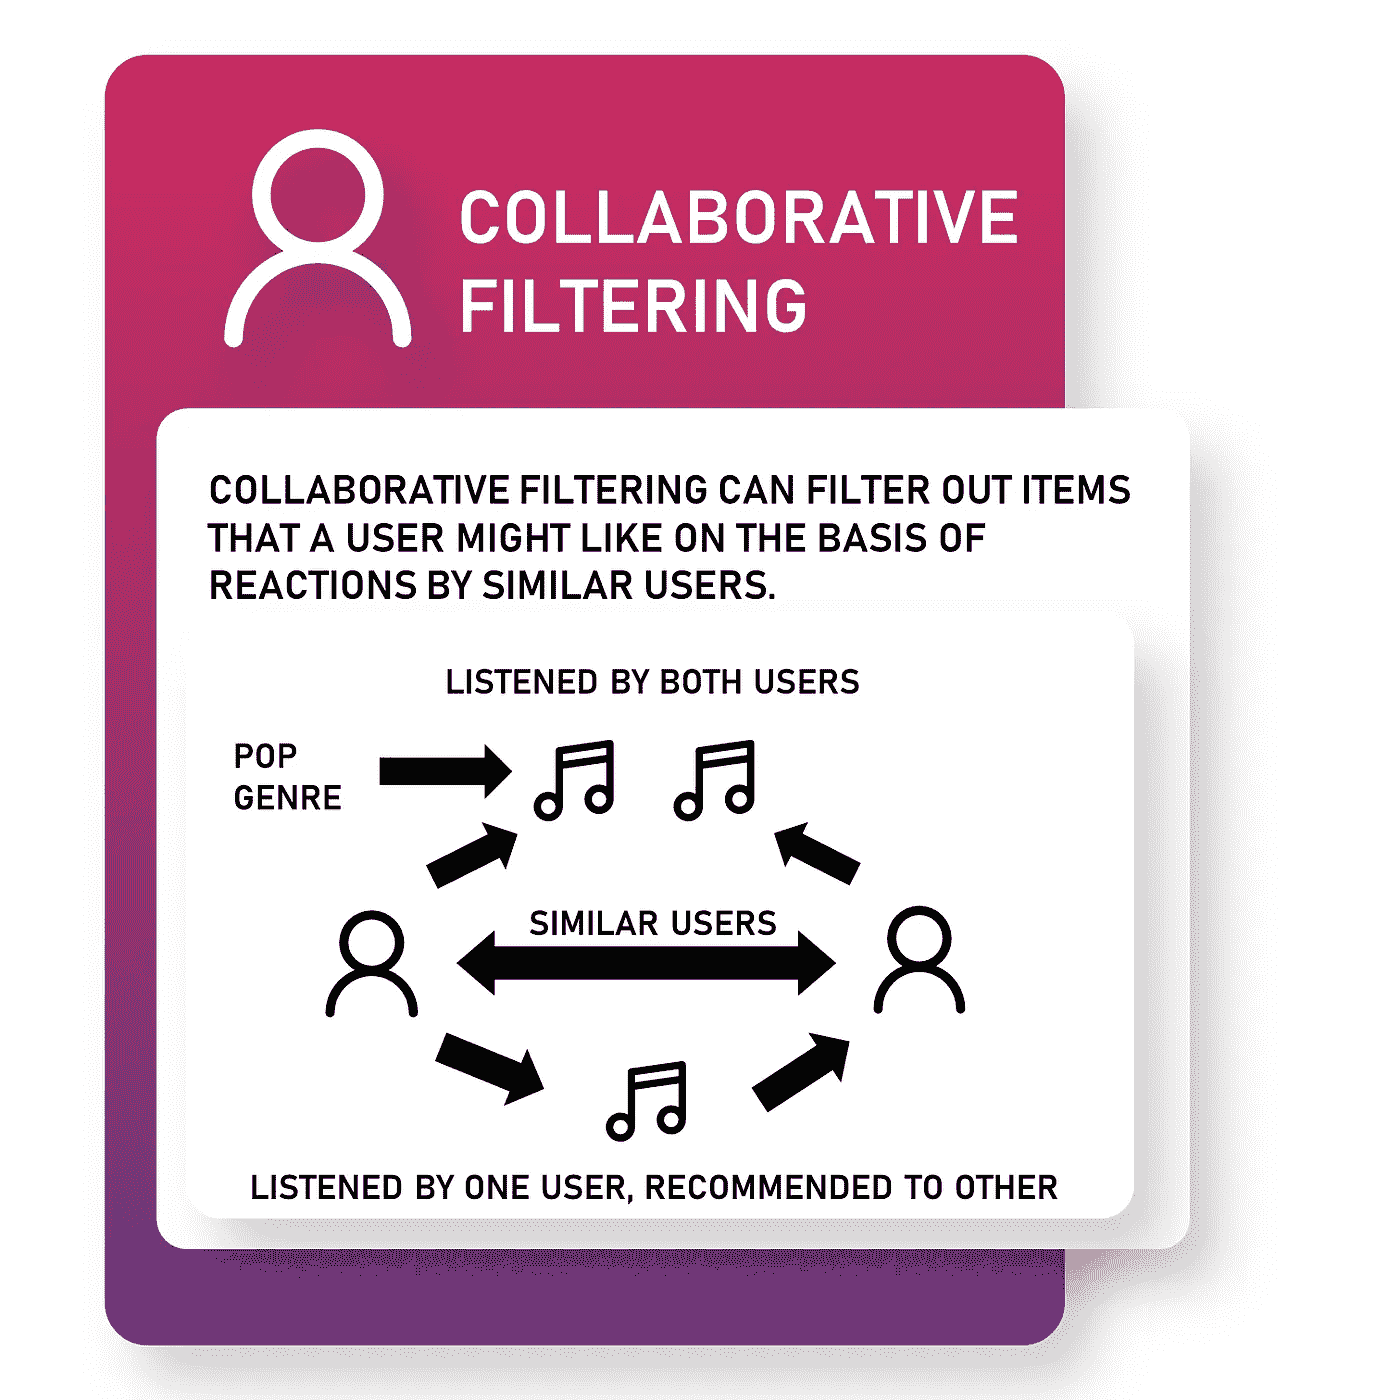 COLLABORATIVE
FILTERING
COLLABORATIVE FILTERING CAN FILTER OUT ITEMS
THAT A USER MIGHT LIKE ON THE BASIS OF
REACTIONS BY SIMILAR USERS.
LISTENED BY BOTH USERS
POP
GENRE
SIMILAR USERS
LISTENED BY ONE USER, RECOMMENDED TO OTHER